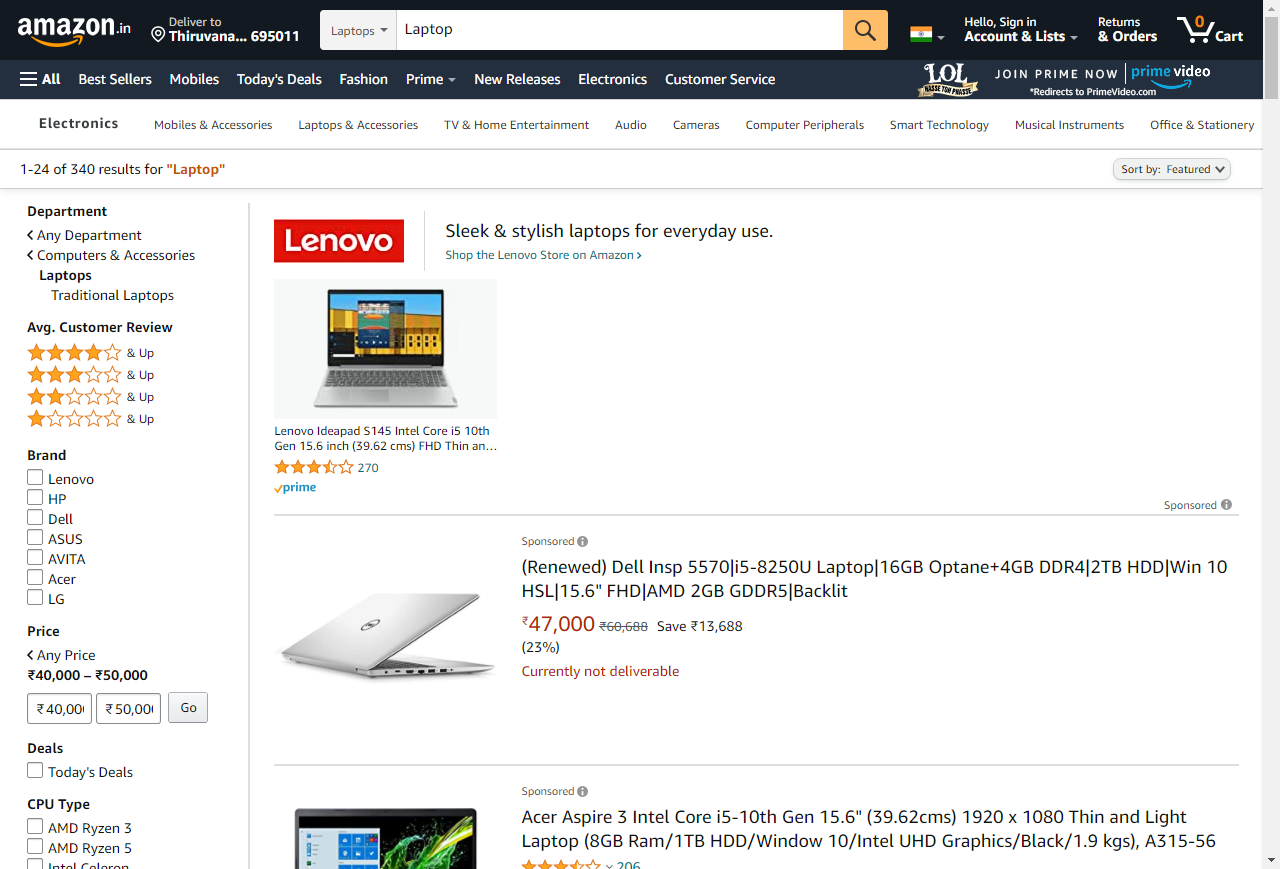 amazon.in
Deliver to
Thiruvana... 695011
Laptops
Laptop
Hello, Sign in
Account & Lists
Returns
& Orders
0
Cart
All
Best Sellers
Mobiles
Today's Deals
Fashion
Prime
New Releases
Electronics
Customer Service
LOL
HASSE TOH PHASSE
JOIN PRIME NOW
prime video
*Redirects to PrimeVideo.com
Electronics
Mobiles & Accessories
Laptops & Accessories
TV & Home Entertainment
Audio
Cameras
Computer Peripherals
Smart Technology
Musical Instruments
Office & Stationery
1-24 of 340 results for "Laptop"
Sort by: Featured
Department
Any Department
Computers & Accessories
Laptops
Traditional Laptops
Avg. Customer Review
& Up
& Up
& Up
& Up
Brand
Lenovo
HP
Dell
ASUS
AVITA
Acer
LG
Price
Any Price
₹40,000 – ₹50,000
₹40,000
₹50,000
Go
Deals
Today's Deals
CPU Type
AMD Ryzen 3
AMD Ryzen 5
Intel Celeron
Lenovo
Sleek & stylish laptops for everyday use.
Shop the Lenovo Store on Amazon ›
Lenovo Ideapad S145 Intel Core i5 10th
Gen 15.6 inch (39.62 cms) FHD Thin an…
270
prime
Sponsored
Sponsored
(Renewed) Dell Insp 5570|i5-8250U Laptop|16GB Optane+4GB DDR4|2TB HDD|Win 10
HSL|15.6" FHD|AMD 2GB GDDR5|Backlit
₹47,000 ₹60,688 Save ₹13,688
(23%)
Currently not deliverable
Sponsored
Acer Aspire 3 Intel Core i5-10th Gen 15.6" (39.62cms) 1920 x 1080 Thin and Light
Laptop (8GB Ram/1TB HDD/Window 10/Intel UHD Graphics/Black/1.9 kgs), A315-56
206